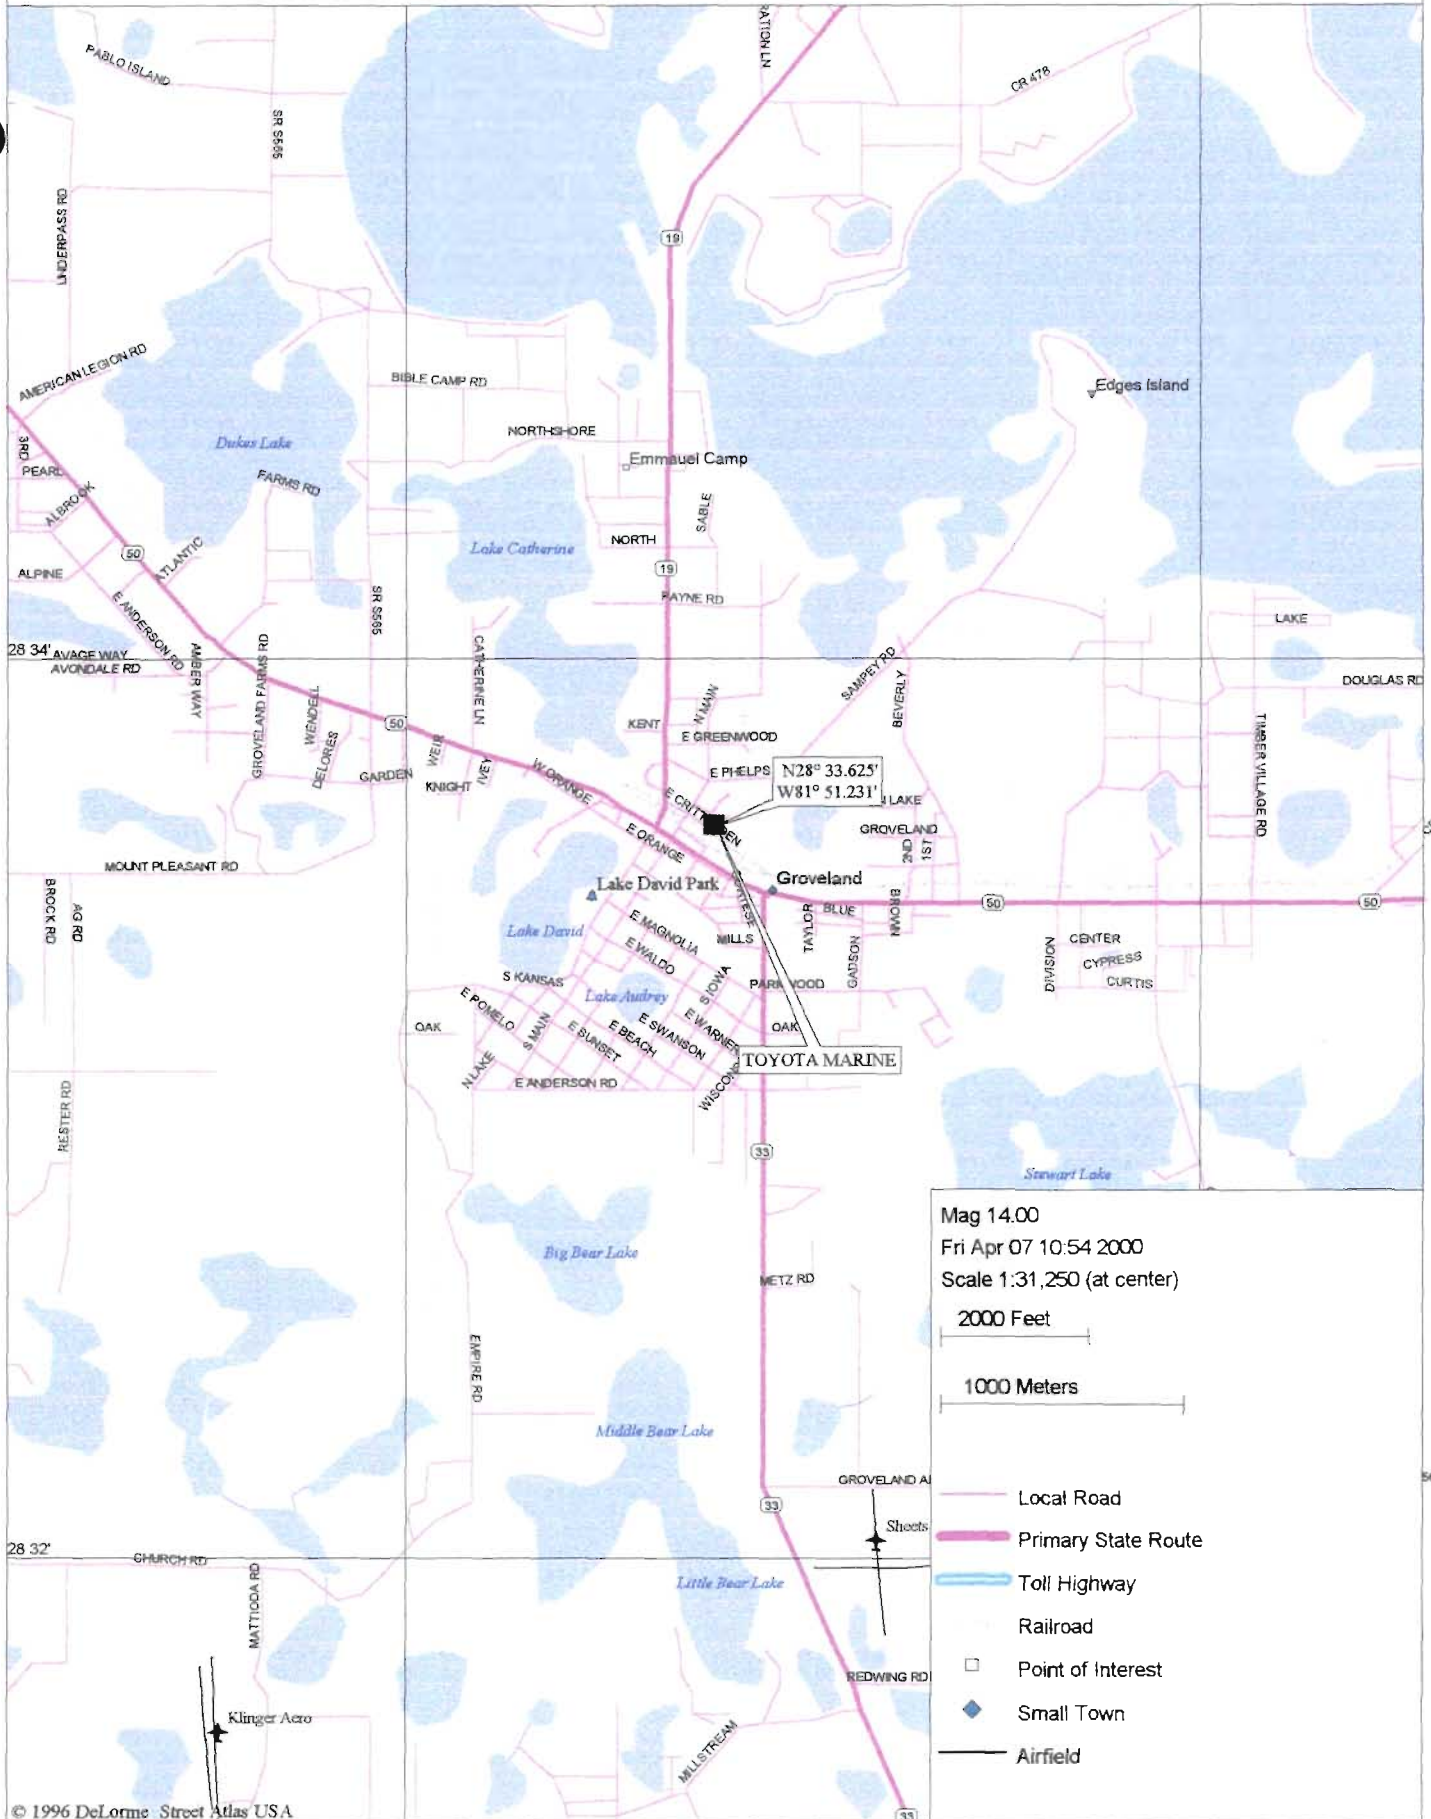 PABLO ISLAND
SR S565
CR 478
UNDERPASS RD
19
AMERICAN LEGION RD
BIBLE CAMP RD
Edges Island
3RD
PEARL
Dukes Lake
NORTHSHORE
Emmauel Camp
FARMS RD
ALBROOK
SABLE
50
ATLANTIC
Lake Catherine
NORTH
19
ALPINE
PAYNE RD
SR S565
E ANDERSON RD
LAKE
28 34'
AVAGE WAY
AVONDALE RD
AMBER WAY
GROVELAND FARMS RD
CATHERINE LN
SAMPEY RD
BEVERLY
DOUGLAS RD
WENDELL
DELORES
50
KENT
N MAIN
E GREENWOOD
TIMBER VILLAGE RD
WEIR
GARDEN
KNIGHT
IVEY
W ORANGE
E PHELPS
N28° 33.625'
W81° 51.231'
LAKE
E CRITT
DEN
GROVELAND
2ND
1ST
E ORANGE
MOUNT PLEASANT RD
Lake David Park
Groveland
BROCK RD
AG RD
50
50
BLUE
BROWN
TAYLOR
GADSON
Lake David
E MAGNOLIA
E WALDO
MILLS
DIVISION
CENTER
CYPRESS
CURTIS
S KANSAS
Lake Audrey
S IOWA
E POMELO
S MAIN
E SUNSET
E BEACH
E SWANSON
E WARNER
OAK
OAK
N LAKE
E ANDERSON RD
TOYOTA MARINE
RESTER RD
33
Stewart Lake
Big Bear Lake
METZ RD
EMPIRE RD
Middle Bear Lake
GROVELAND A
33
Sheets
28 32'
CHURCH RD
MATTIODA RD
Little Bear Lake
REDWING RD
Klinger Aero
MILLSTREAM
33
Mag 14.00
Fri Apr 07 10:54 2000
Scale 1:31,250 (at center)
2000 Feet
1000 Meters
Local Road
Primary State Route
Toll Highway
Railroad
Point of Interest
Small Town
Airfield
© 1996 DeLorme Street Atlas USA